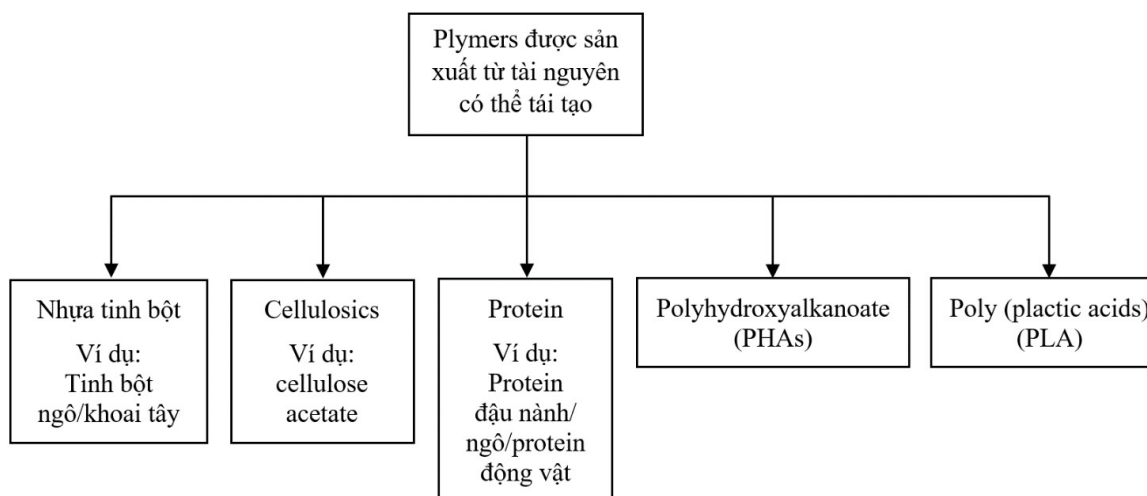 Plymers được sản
xuất từ tài nguyên
có thể tái tạo
Nhựa tinh bột
Ví dụ:
Tinh bột
ngô/khoai tây
Cellulosics
Ví dụ:
cellulose
acetate
Protein
Ví dụ:
Protein
đậu nành/
ngô/protein
động vật
Polyhydroxyalkanoate
(PHAs)
Poly (plactic acids)
(PLA)